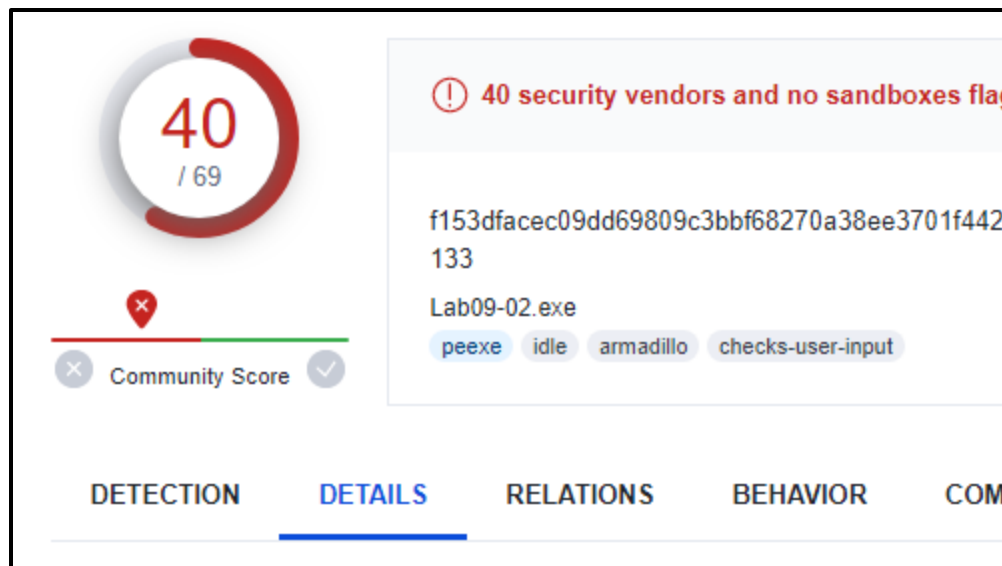 40
/ 69
Community Score
40 security vendors and no sandboxes flag
f153dfacec09dd69809c3bbf68270a38ee3701f442
133
Lab09-02.exe
peexe idle armadillo checks-user-input
DETECTION DETAILS RELATIONS BEHAVIOR COM